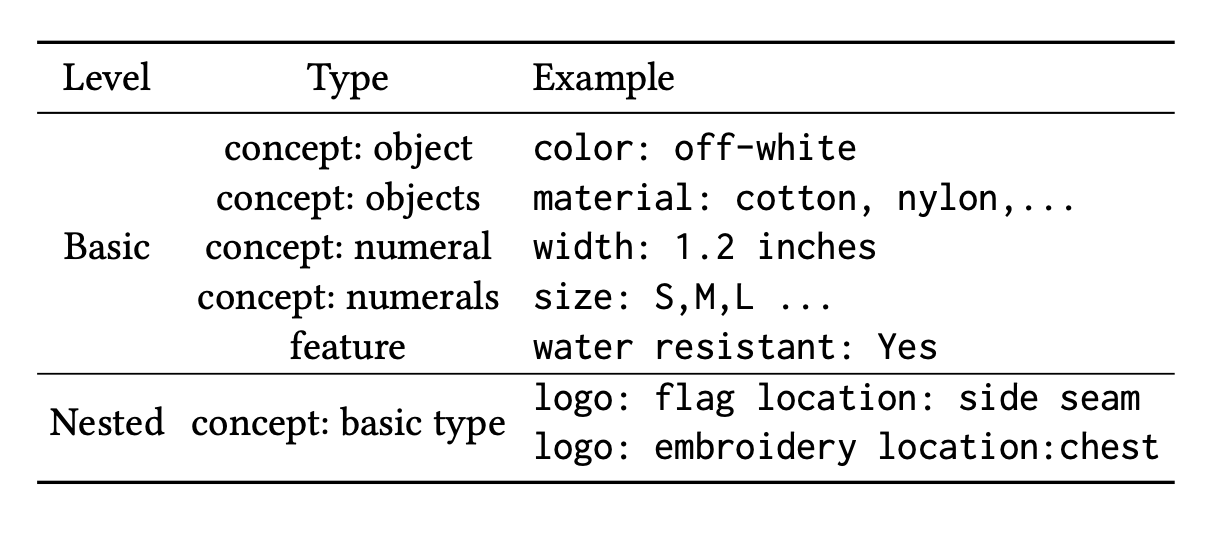 Level Type Example
concept: object color: off-white
concept: objects material: cotton, nylon,...
Basic concept: numeral width: 1.2 inches
concept: numerals size: S,M,L ...
feature water resistant: Yes
Nested concept: basic type logo: flag location: side seam
logo: embroidery location:chest